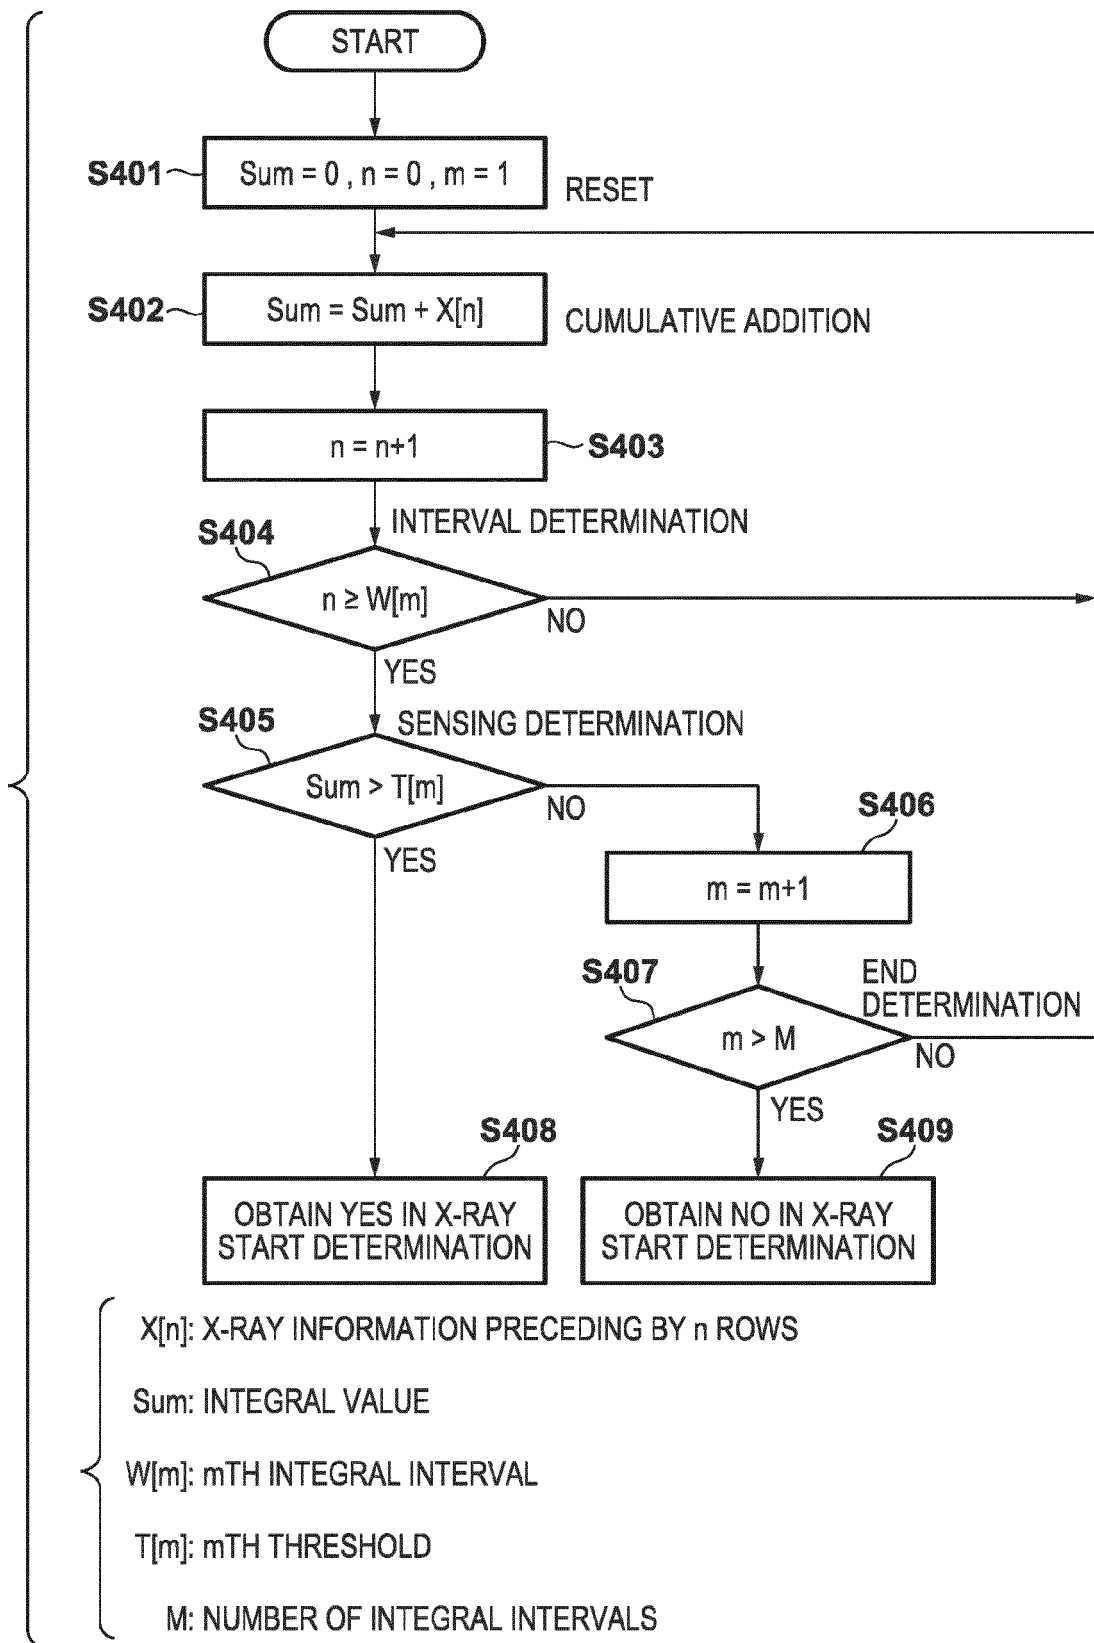 START
S401
Sum = 0 , n = 0 , m = 1
RESET
S402
Sum = Sum + X[n]
CUMULATIVE ADDITION
n = n+1
S403
INTERVAL DETERMINATION
S404
n ≥ W[m]
NO
YES
S405
SENSING DETERMINATION
Sum > T[m]
NO
YES
S406
m = m+1
S407
END
DETERMINATION
m > M
NO
YES
S408
S409
OBTAIN YES IN X-RAY
START DETERMINATION
OBTAIN NO IN X-RAY
START DETERMINATION
X[n]: X-RAY INFORMATION PRECEDING BY n ROWS
Sum: INTEGRAL VALUE
W[m]: mTH INTEGRAL INTERVAL
T[m]: mTH THRESHOLD
M: NUMBER OF INTEGRAL INTERVALS